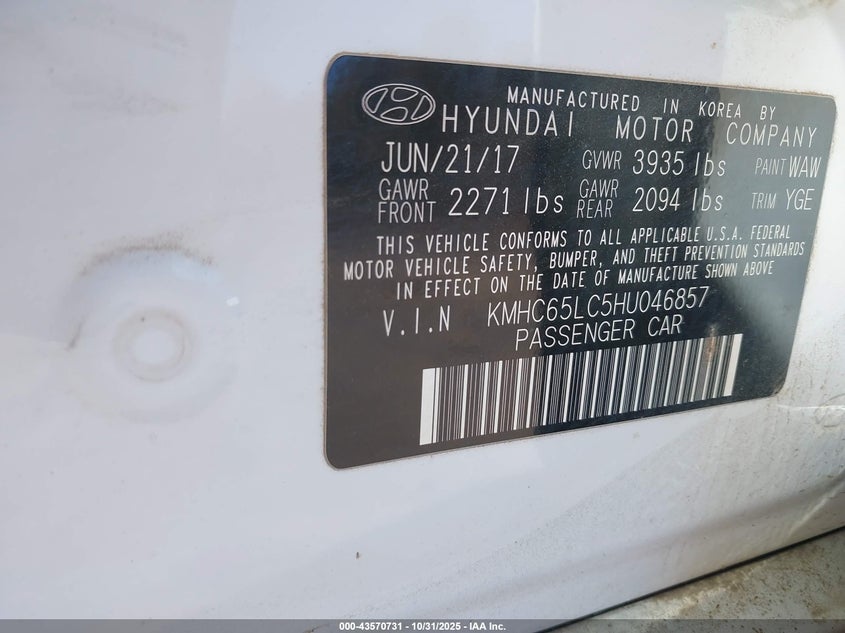 MANUFACTURED IN KOREA BY
HYUNDAI MOTOR COMPANY
JUN/21/17 GVWR 3935 lbs PAINT WAW
GAWR FRONT 2271 lbs GAWR REAR 2094 lbs TRIM YGE
THIS VEHICLE CONFORMS TO ALL APPLICABLE U.S.A. FEDERAL
MOTOR VEHICLE SAFETY, BUMPER, AND THEFT PREVENTION STANDARDS
IN EFFECT ON THE DATE OF MANUFACTURE SHOWN ABOVE
V.I.N KMHC65LC5HU046857
PASSENGER CAR
000-43570731 - 10/31/2025 - IAA Inc.